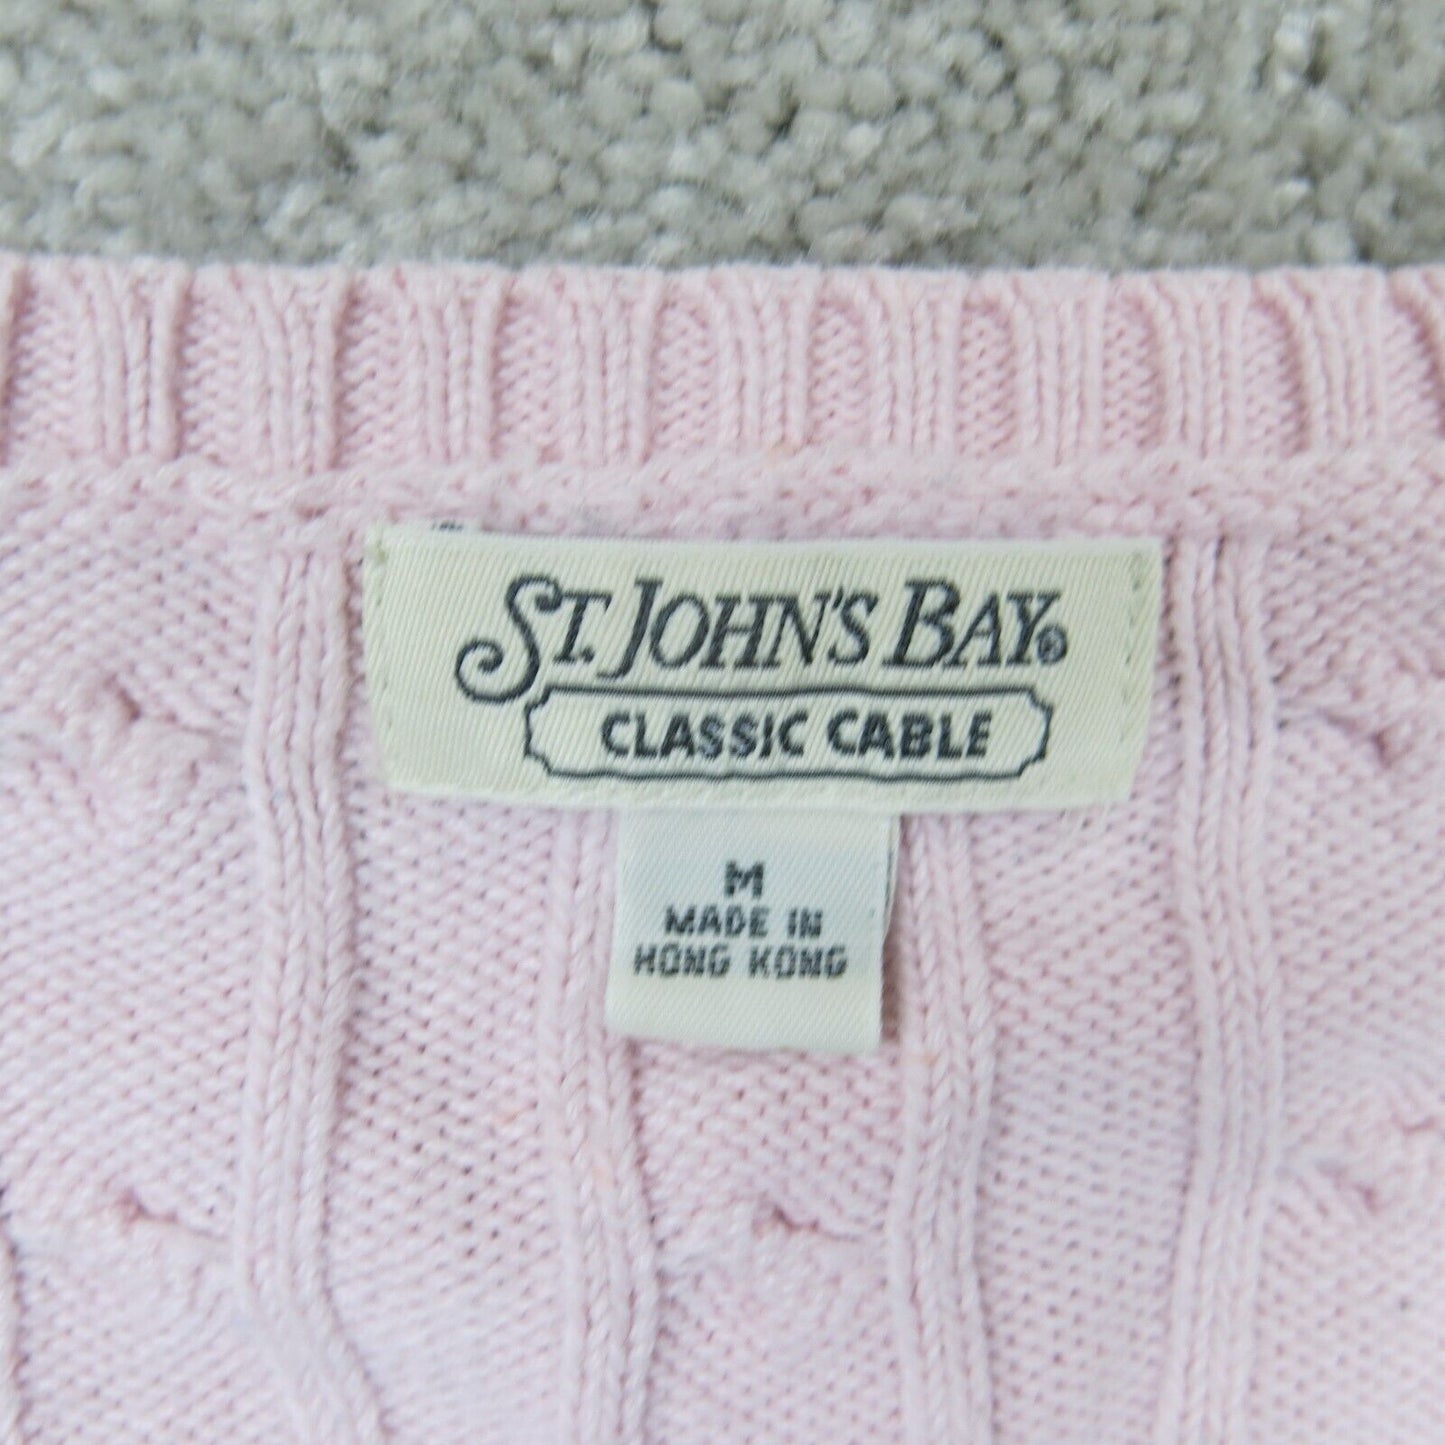 ST. JOHN'S BAY®
CLASSIC CABLE
M
MADE IN
HONG KONG